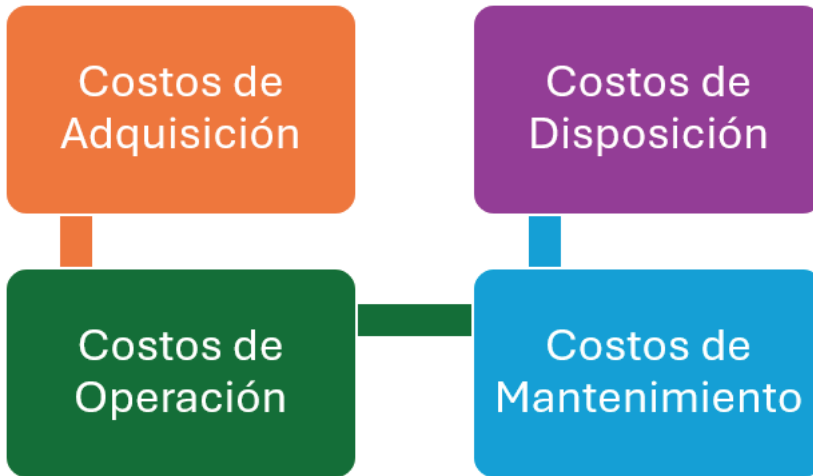 Costos de
Adquisición
Costos de
Operación
Costos de
Mantenimiento
Costos de
Disposición